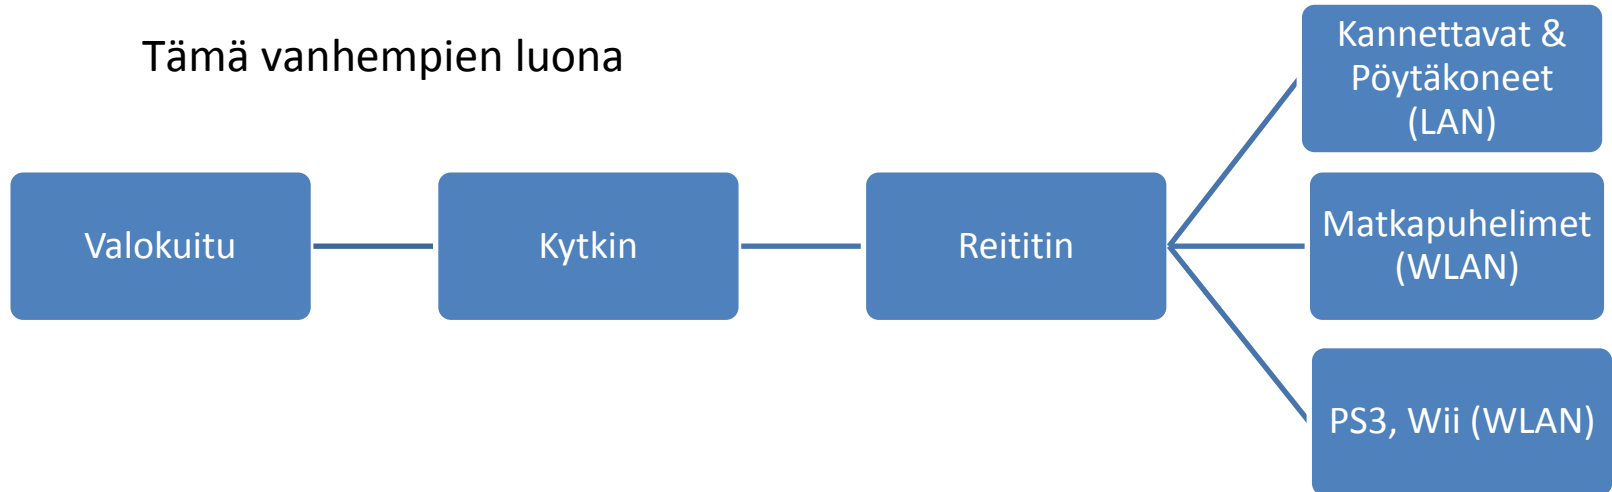 Tämä vanhempien luona
Valokuitu
Kytkin
Reititin
Kannettavat &
Pöytäkoneet
(LAN)
Matkapuhelimet
(WLAN)
PS3, Wii (WLAN)